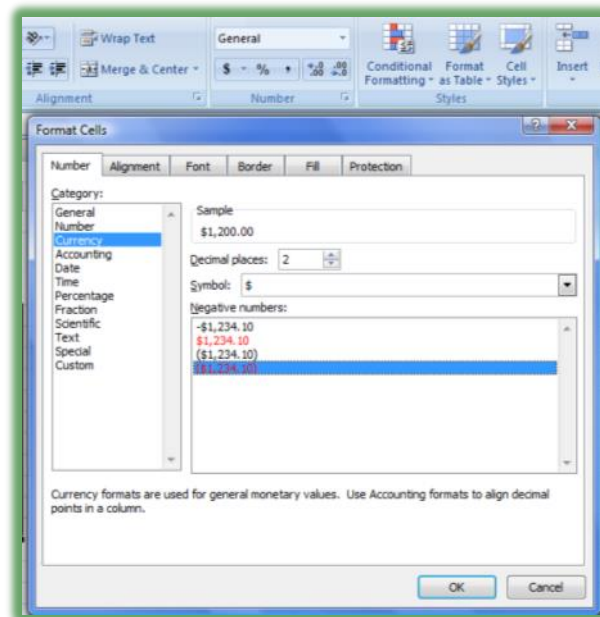 Wrap Text
General
Merge & Center
$ - % ,
Conditional Formatting
Format as Table
Cell Styles
Insert
Alignment
Number
Styles
Format Cells
Number
Alignment
Font
Border
Fill
Protection
Category:
General
Number
Currency
Accounting
Date
Time
Percentage
Fraction
Scientific
Text
Special
Custom
Sample
$1,200.00
Decimal places: 2
Symbol: $
Negative numbers:
-$1,234.10
$1,234.10
($1,234.10)
($1,234.10)
Currency formats are used for general monetary values. Use Accounting formats to align decimal
points in a column.
OK
Cancel